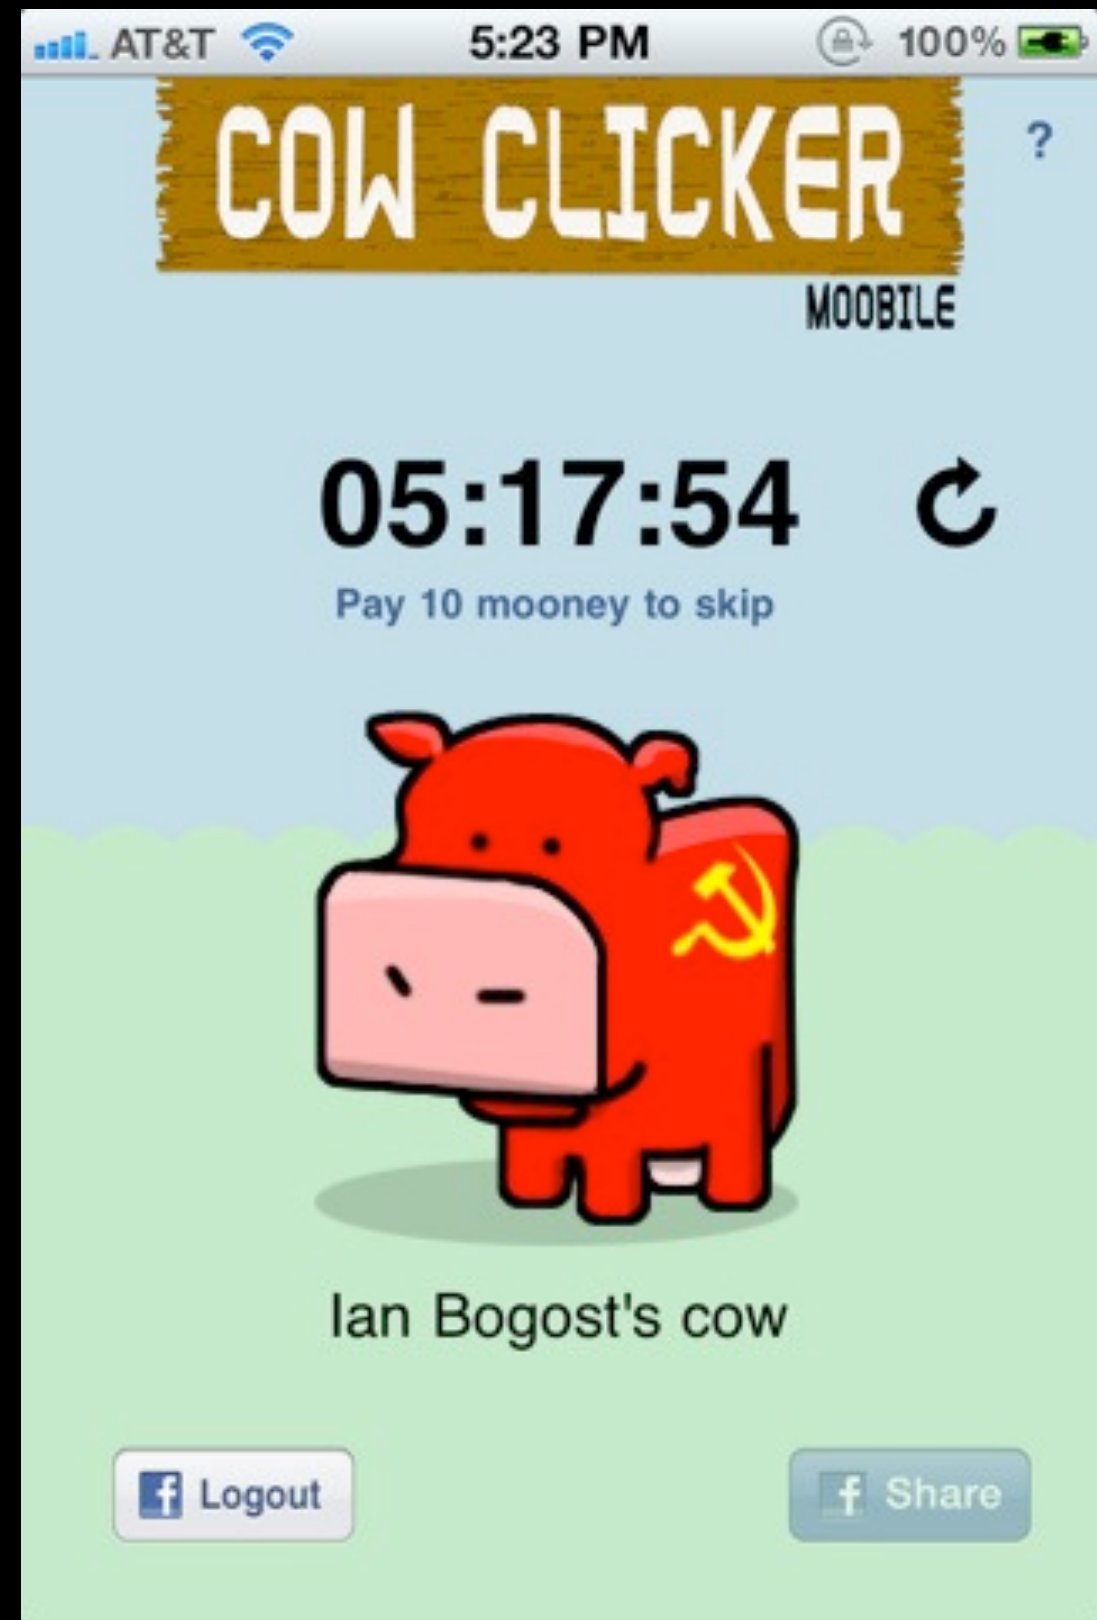 AT&T 5:23 PM 100%
COW CLICKER
?
MOOBILE
05:17:54
Pay 10 mooney to skip
Ian Bogost's cow
f Logout
f Share